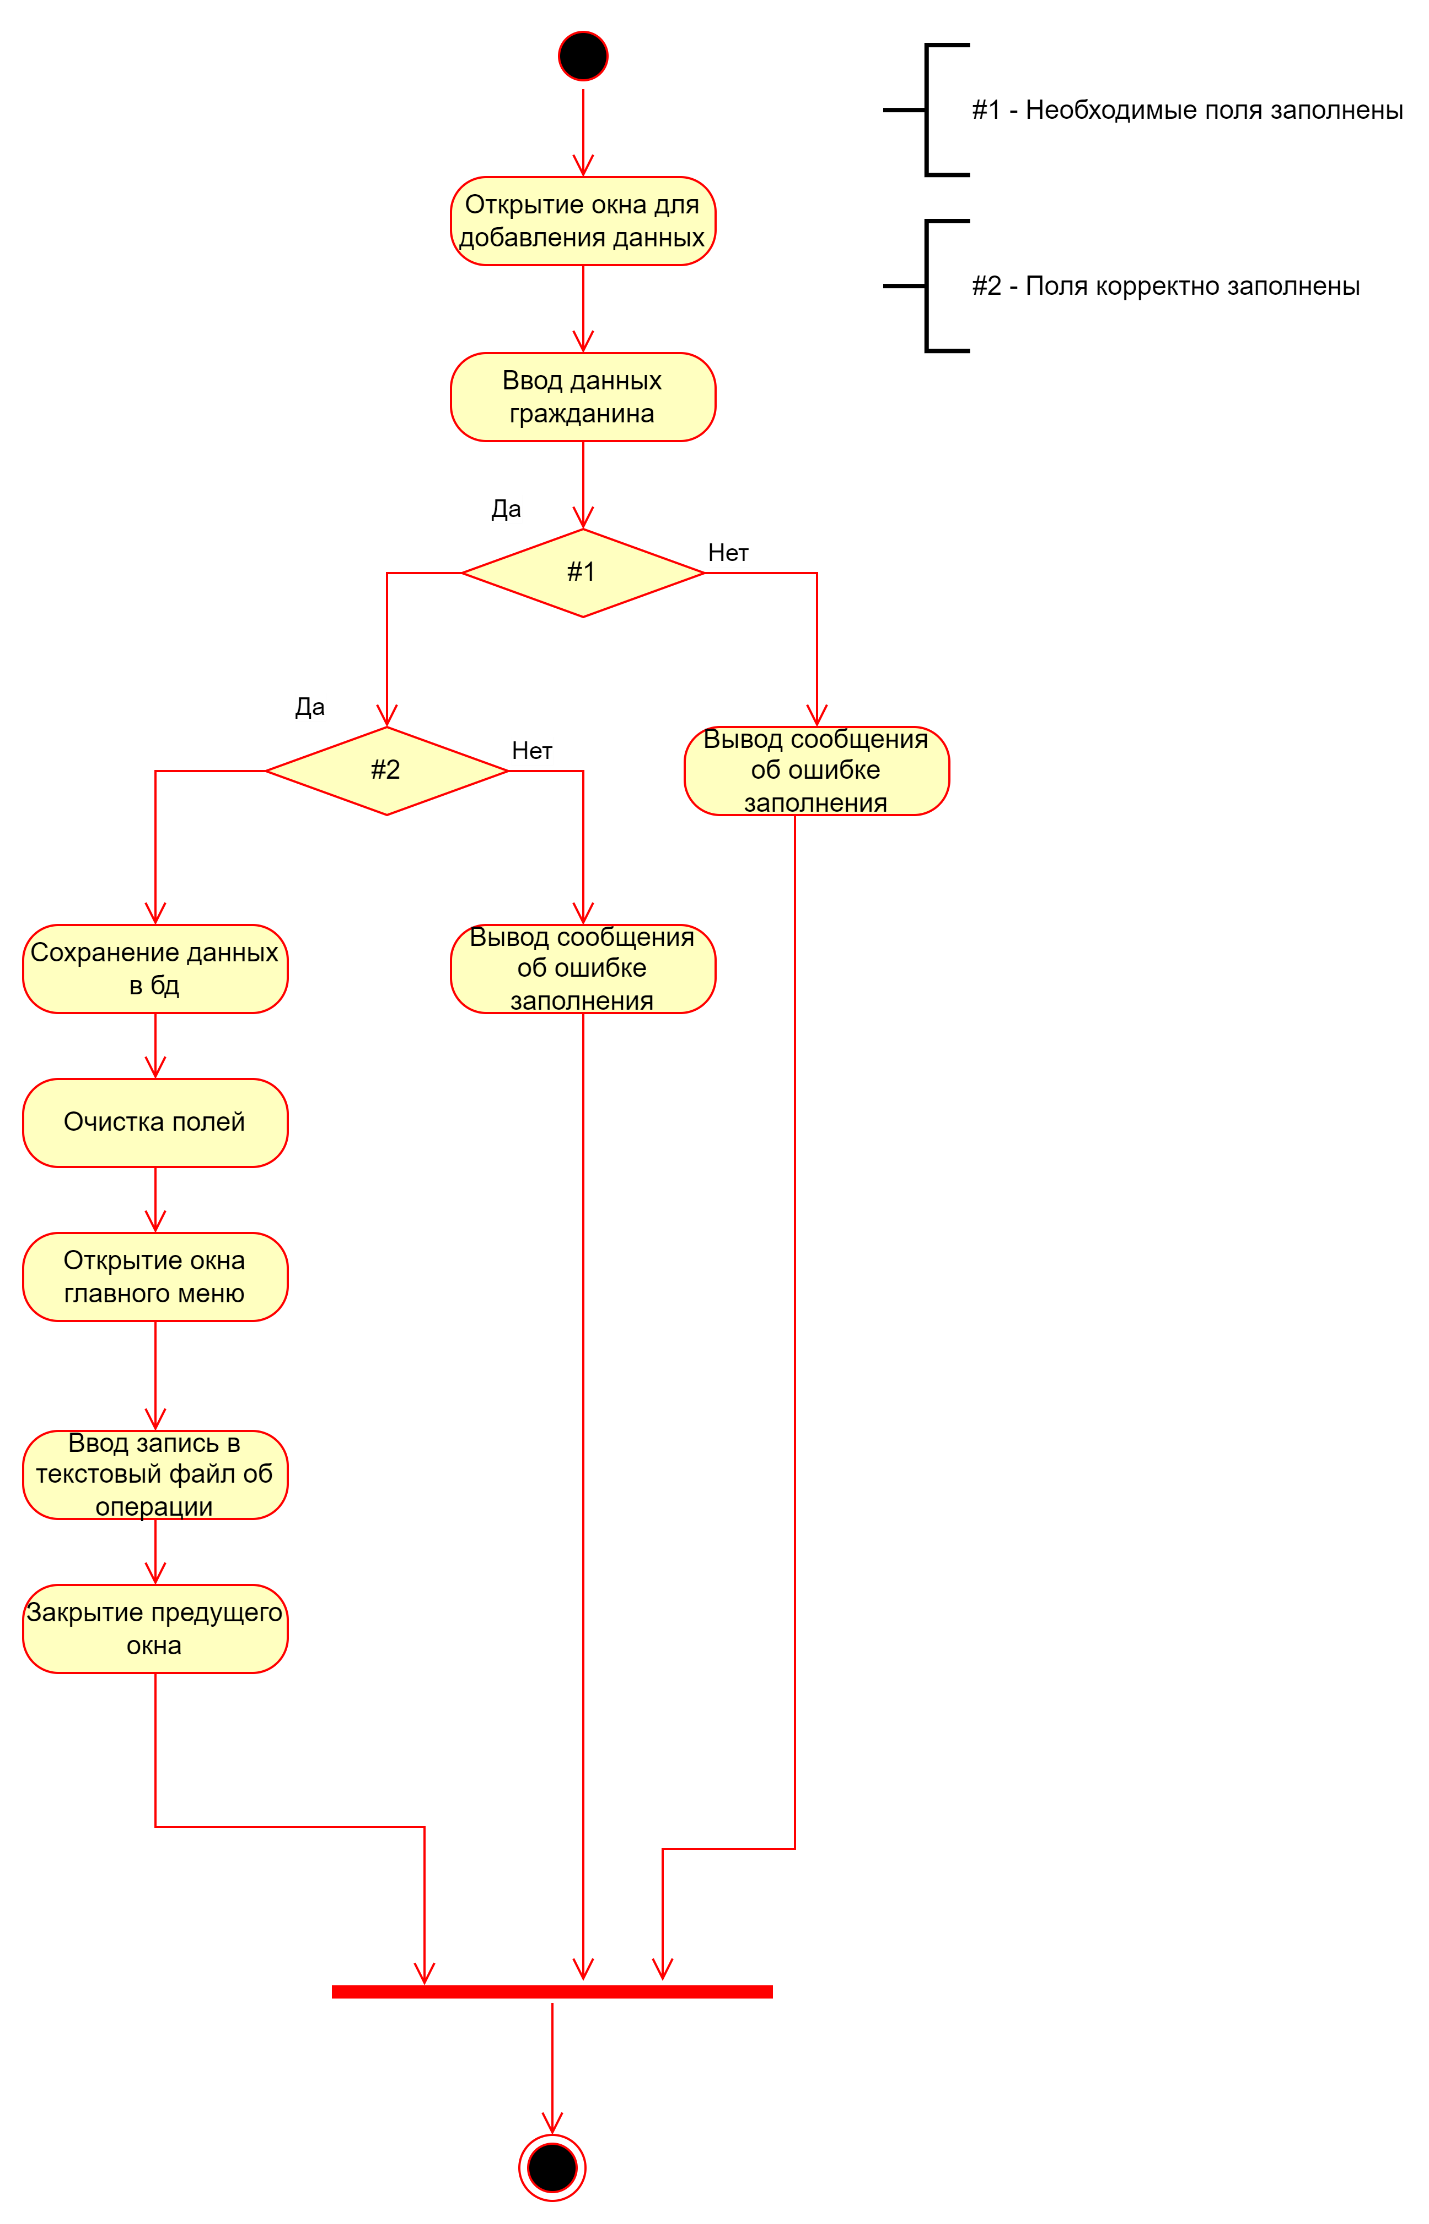 #1 - Необходимые поля заполнены
Открытие окна для
добавления данных
#2 - Поля корректно заполнены
Ввод данных
гражданина
Да
#1
Нет
Да
#2
Нет
Вывод сообщения
об ошибке
заполнения
Сохранение данных
в бд
Вывод сообщения
об ошибке
заполнения
Очистка полей
Открытие окна
главного меню
Ввод запись в
текстовый файл об
операции
Закрытие предущего
окна